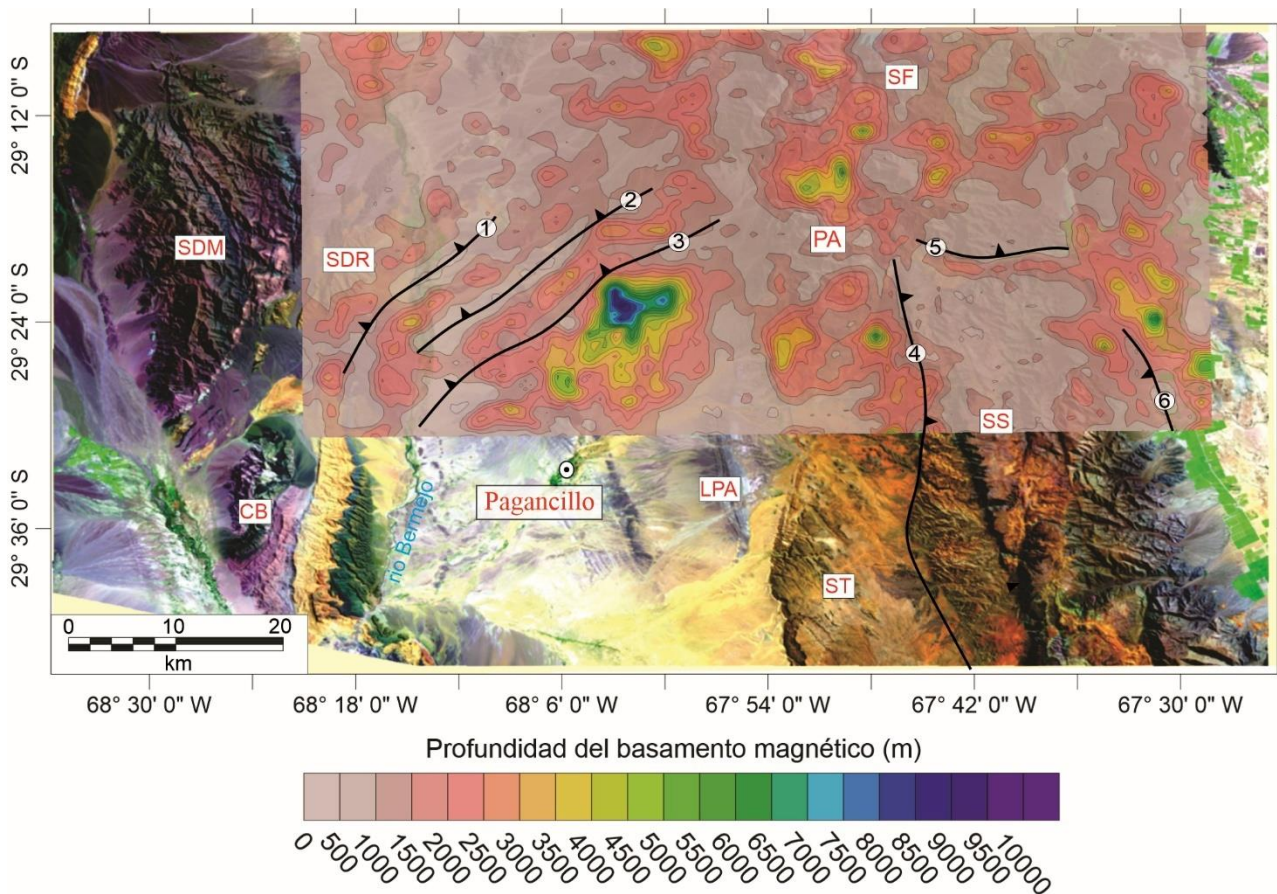 29° 12' 0" S
29° 24' 0" S
29° 36' 0" S
SF
SDM
SDR
PA
1
2
3
4
5
6
SS
CB
rio Bermejo
Pagancillo
LPA
ST
0 10 20
km
68° 30' 0" W 68° 18' 0" W 68° 6' 0" W 67° 54' 0" W 67° 42' 0" W 67° 30' 0" W
Profundidad del basamento magnético (m)
0 500 1000 1500 2000 2500 3000 3500 4000 4500 5000 5500 6000 6500 7000 7500 8000 8500 9000 9500 10000